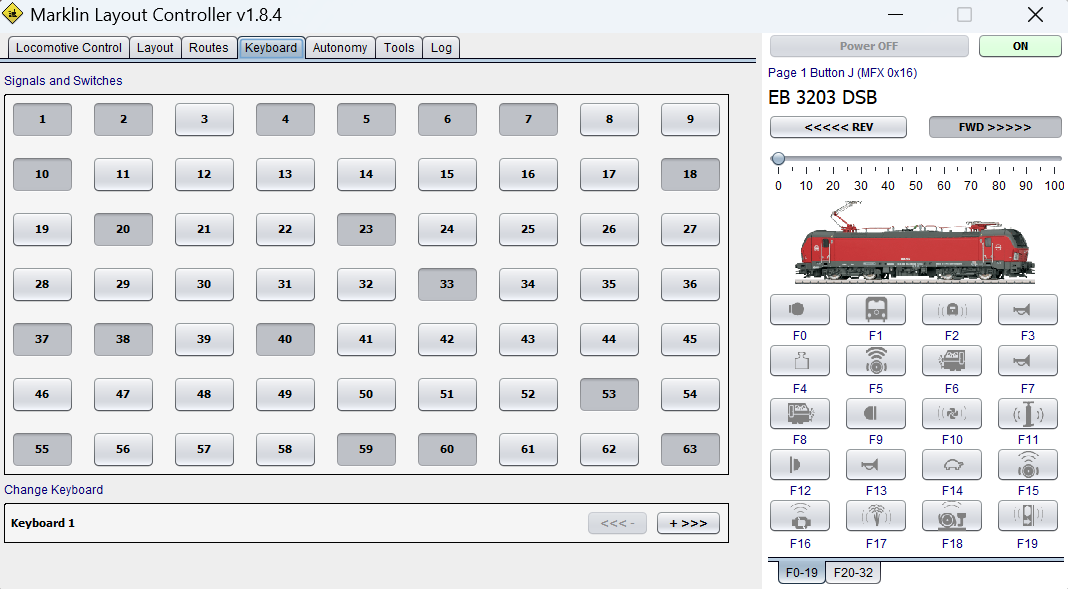 Marklin Layout Controller v1.8.4
Locomotive Control Layout Routes Keyboard Autonomy Tools Log
Signals and Switches
1 2 3 4 5 6 7 8 9
10 11 12 13 14 15 16 17 18
19 20 21 22 23 24 25 26 27
28 29 30 31 32 33 34 35 36
37 38 39 40 41 42 43 44 45
46 47 48 49 50 51 52 53 54
55 56 57 58 59 60 61 62 63
Change Keyboard
Keyboard 1 <<< - + >>>
Power OFF ON
Page 1 Button J (MFX 0x16)
EB 3203 DSB
<<<<< REV FWD >>>>>
0 10 20 30 40 50 60 70 80 90 100
F0 F1 F2 F3
F4 F5 F6 F7
F8 F9 F10 F11
F12 F13 F14 F15
F16 F17 F18 F19
F0-19 F20-32